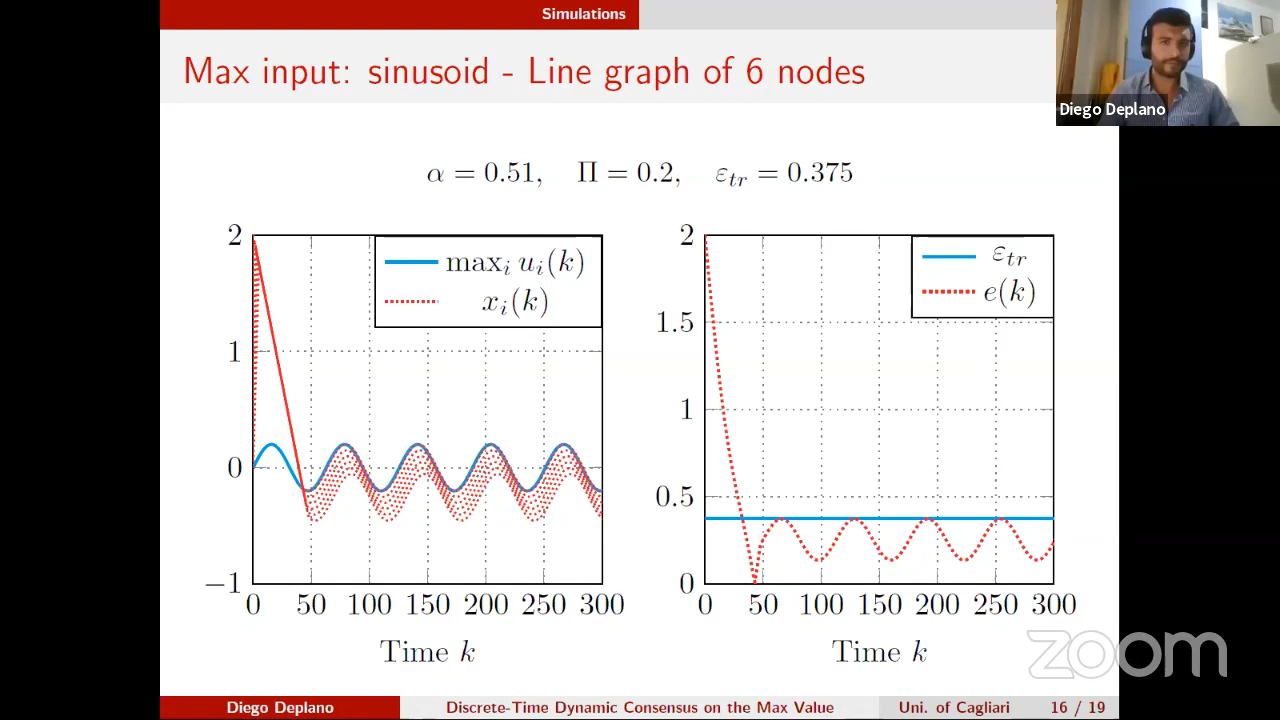 Simulations
Max input: sinusoid - Line graph of 6 nodes
Diego Deplano
α = 0.51, Π = 0.2, ε_tr = 0.375
2
1
0
−1
0 50 100 150 200 250 300
Time k
max_i u_i(k)
x_i(k)
2
1.5
1
0.5
0
0 50 100 150 200 250 300
Time k
ε_tr
e(k)
zoom
Diego Deplano Discrete-Time Dynamic Consensus on the Max Value Uni. of Cagliari 16 / 19